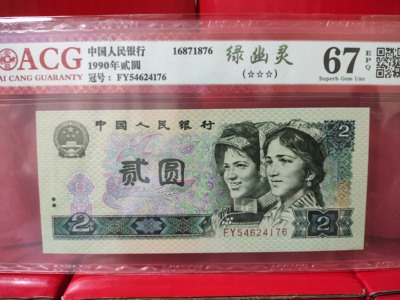 ACG
AI CANG GUARANTY
中国人民银行
1990年贰圆
冠号：FY54624176
16871876
绿幽灵
(☆☆☆)
67 EPQ
Superb Gem Unc
中国人民银行
贰圆
2
2
2
FY54624176